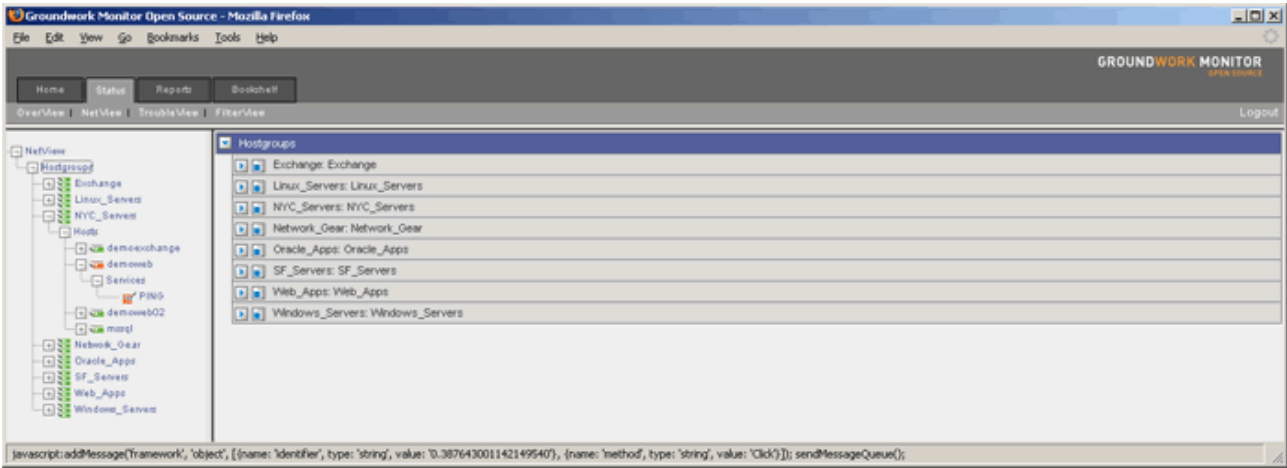 Groundwork Monitor Open Source - Mozilla Firefox
File Edit View Go Bookmarks Tools Help
GROUNDWORK MONITOR
OPEN SOURCE
Home Status Reports Bookshelf
OverView | NetView | TroubleView | FilterView Logout
NetView
Hostgroups
Exchange
Linux_Servers
NYC_Servers
Hosts
demoexchange
demoweb
Services
PING
demoweb02
mssql
Network_Gear
Oracle_Apps
SF_Servers
Web_Apps
Windows_Servers
Hostgroups
Exchange: Exchange
Linux_Servers: Linux_Servers
NYC_Servers: NYC_Servers
Network_Gear: Network_Gear
Oracle_Apps: Oracle_Apps
SF_Servers: SF_Servers
Web_Apps: Web_Apps
Windows_Servers: Windows_Servers
javascript:addMessage('framework', 'object', [{name: 'identifier', type: 'string', value: '0.387643001142149540'}, {name: 'method', type: 'string', value: 'Click'}]); sendMessageQueue();